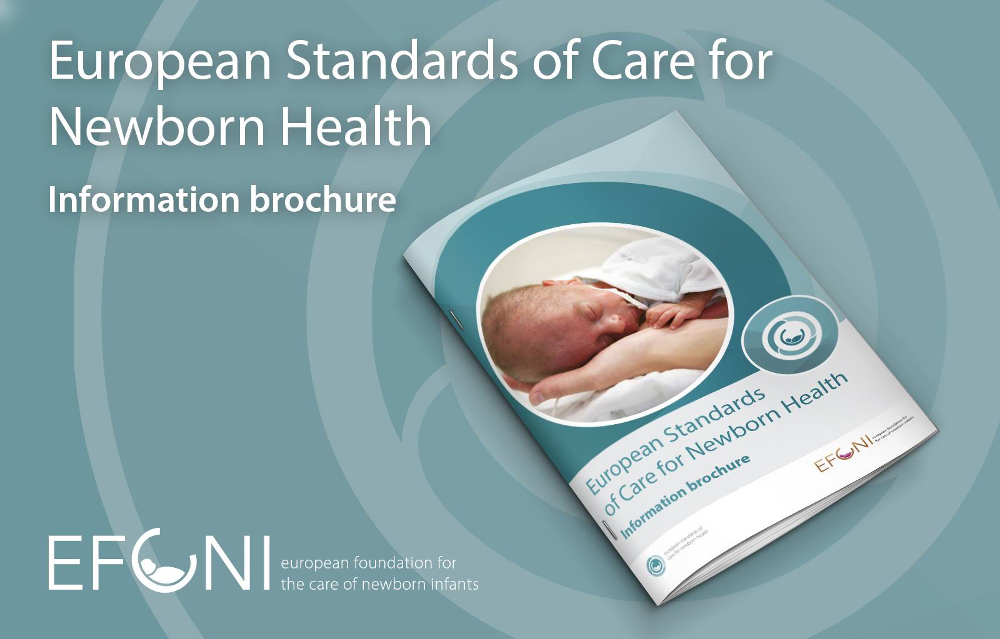 European Standards of Care for
Newborn Health
Information brochure
European Standards
of Care for Newborn Health
Information brochure
EFCNI european foundation for
the care of newborn infants
european standards of
care for newborn health
EFCNI european foundation for
the care of newborn infants